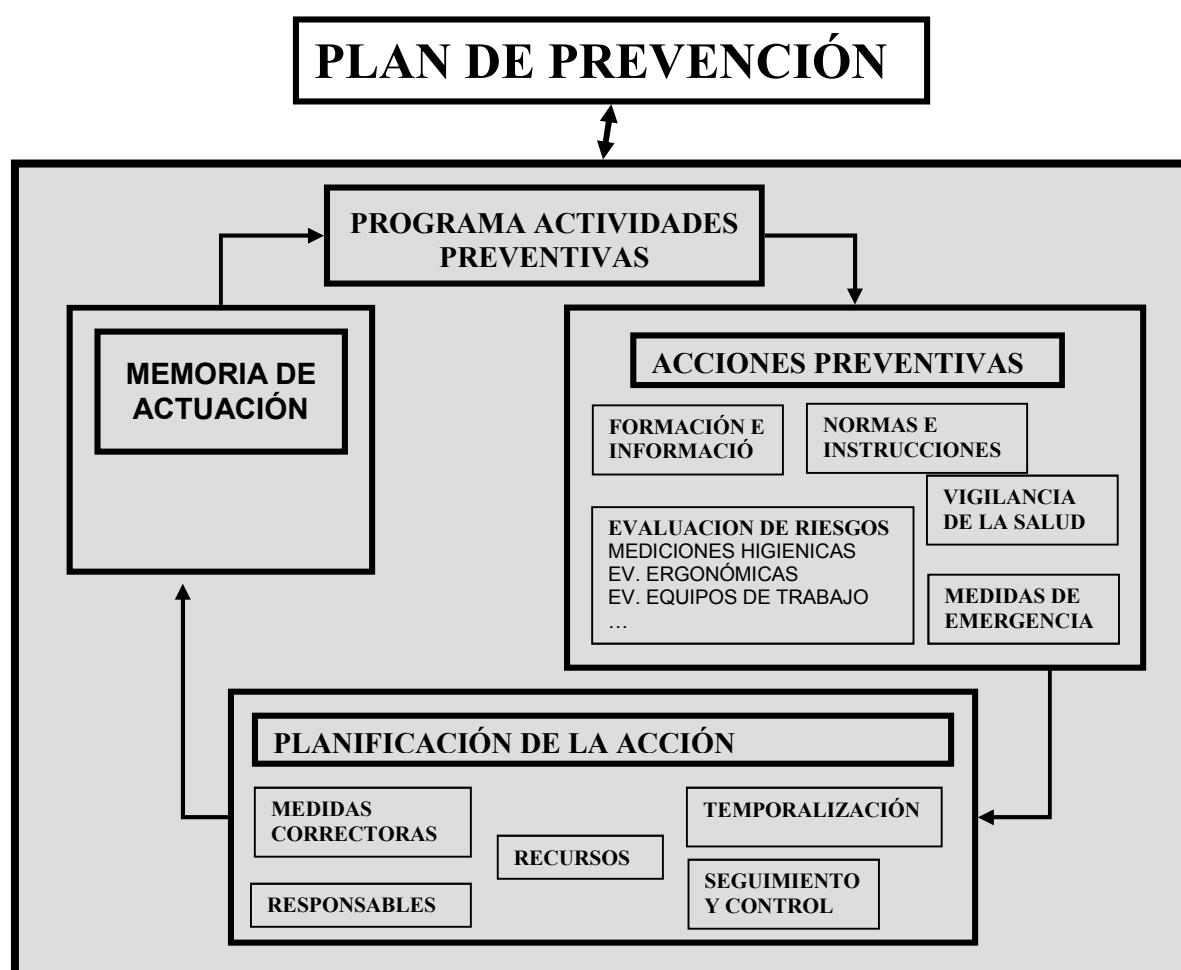 PLAN DE PREVENCIÓN
PROGRAMA ACTIVIDADES
PREVENTIVAS
MEMORIA DE
ACTUACIÓN
ACCIONES PREVENTIVAS
FORMACIÓN E
INFORMACIÓ
NORMAS E
INSTRUCCIONES
VIGILANCIA
DE LA SALUD
EVALUACION DE RIESGOS
MEDICIONES HIGIENICAS
EV. ERGONÓMICAS
EV. EQUIPOS DE TRABAJO
…
MEDIDAS DE
EMERGENCIA
PLANIFICACIÓN DE LA ACCIÓN
MEDIDAS
CORRECTORAS
RECURSOS
TEMPORALIZACIÓN
RESPONSABLES
SEGUIMIENTO
Y CONTROL